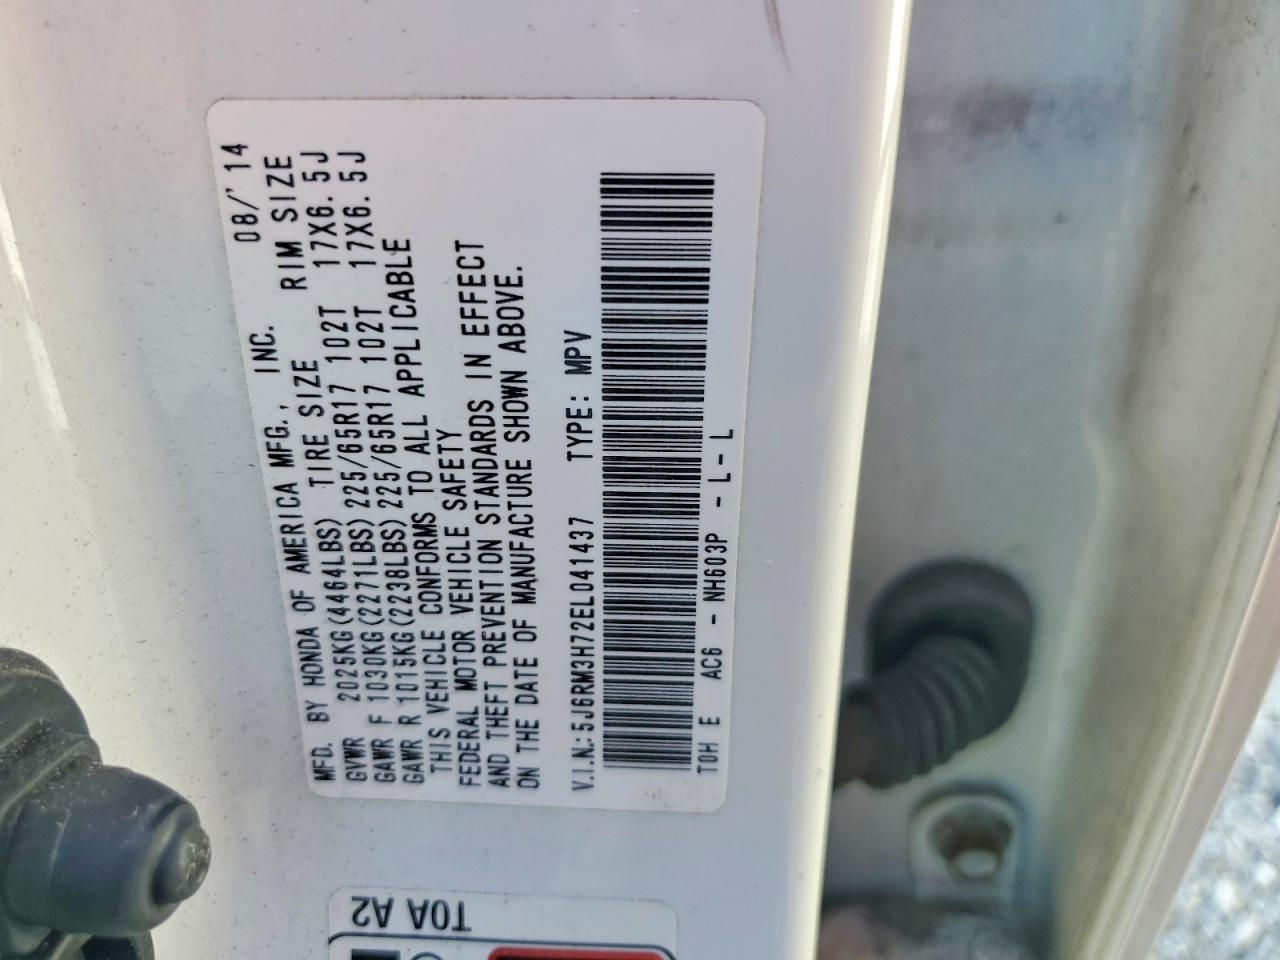 MFD. BY HONDA OF AMERICA MFG., INC. 08/'14
GVWR 2025KG(4464LBS) TIRE SIZE RIM SIZE
GAWR F 1030KG(2271LBS)225/65R17 102T 17X6.5J
GAWR R 1015KG(2238LBS)225/65R17 102T 17X6.5J
THIS VEHICLE CONFORMS TO ALL APPLICABLE
FEDERAL MOTOR VEHICLE SAFETY
AND THEFT PREVENTION STANDARDS IN EFFECT
ON THE DATE OF MANUFACTURE SHOWN ABOVE.
V.I.N.:5J6RM3H72EL041437 TYPE: MPV
T0H E AC6 - NH603P - L-L
T0A A2